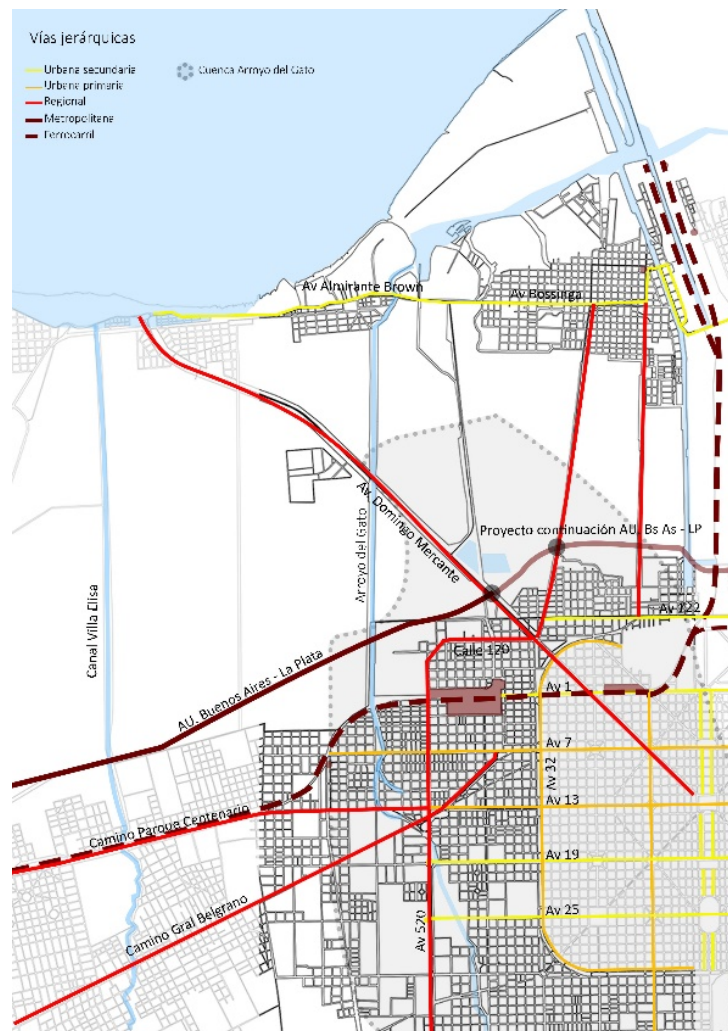 Vías jerárquicas
Urbana secundaria
Urbana primaria
Regional
Metropolitana
Ferrocarril
Cuenca Arroyo del Gato
Av Almirante Brown
Av Bossinga
Av. Domingo Mercante
Arroyo del Gato
Proyecto continuación AU. Bs As - LP
Canal Villa Elisa
Av 122
Calle 120
AU. Buenos Aires - La Plata
Av 1
Av 7
Av 32
Av 13
Camino Parque Centenario
Av 19
Camino Gral Belgrano
Av 520
Av 25